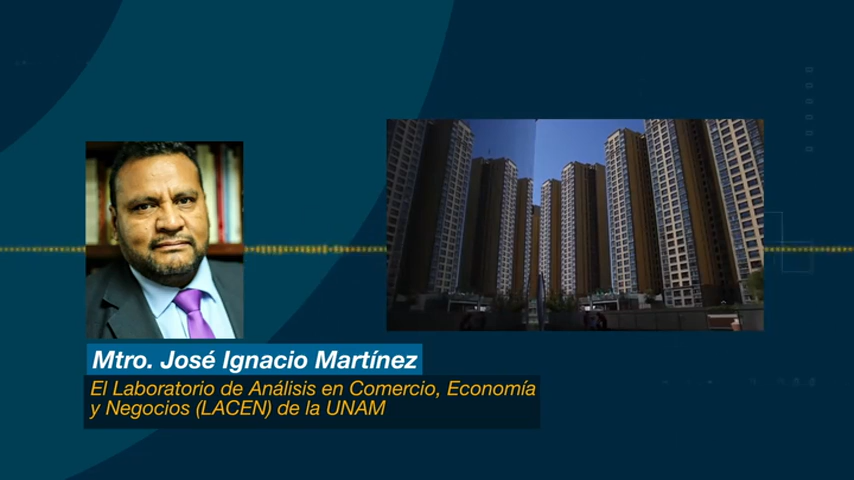 Mtro. José Ignacio Martínez
El Laboratorio de Análisis en Comercio, Economía
y Negocios (LACEN) de la UNAM